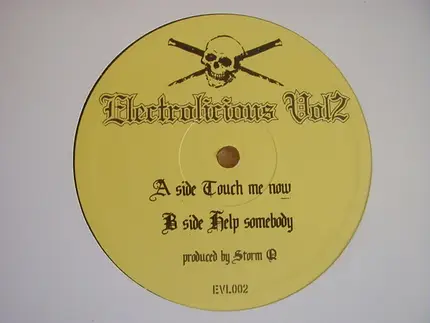 Electrolicious Vol2
A side Touch me now
B side Help somebody
produced by Storm Q
EVL002